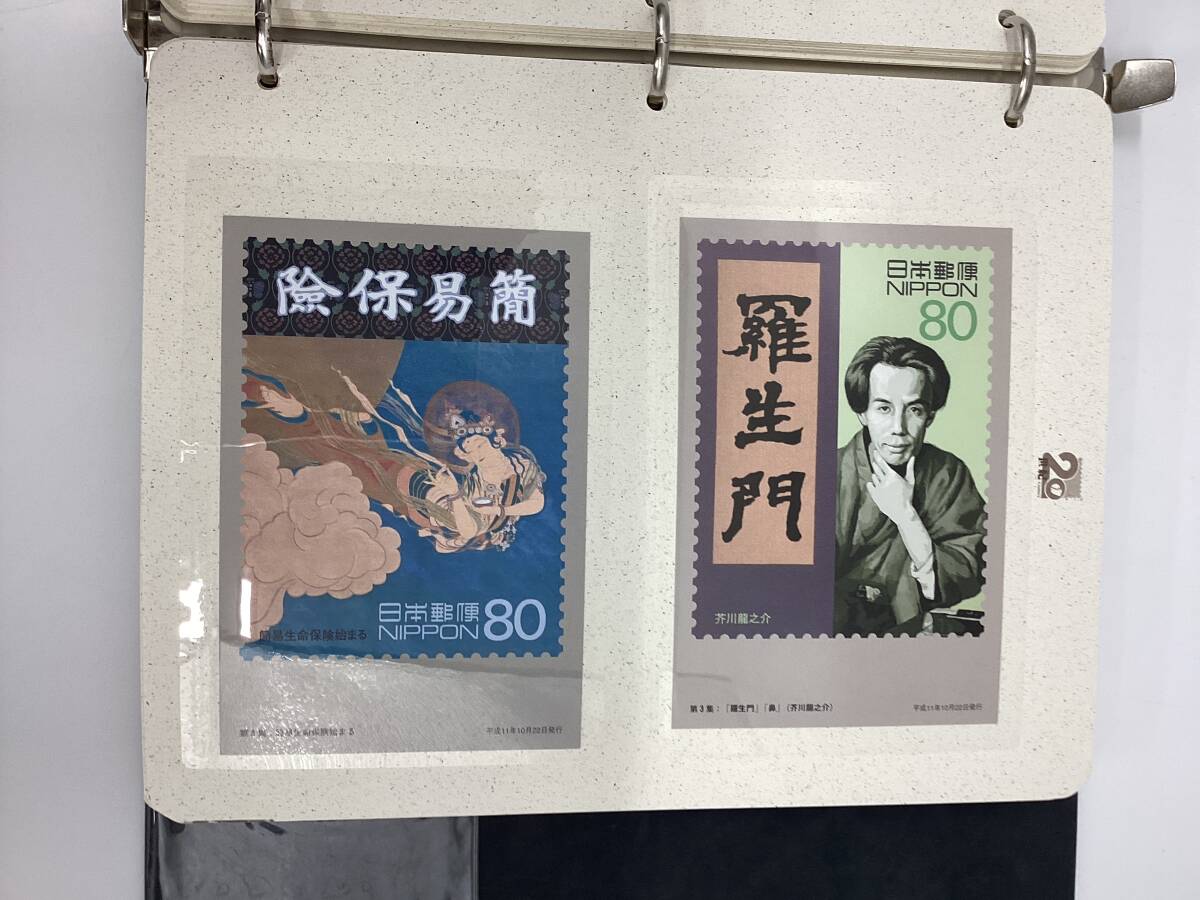 險保易簡
簡易生命保険始まる
日本郵便
NIPPON 80
平成11年10月22日発行
羅生門
日本郵便
NIPPON
80
芥川龍之介
第3集:「羅生門」「鼻」(芥川龍之介)
平成11年10月22日発行
20